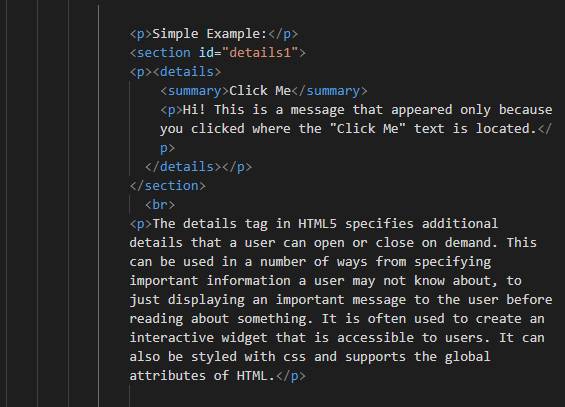 <p>Simple Example:</p>
<section id="details1">
<p><details>
<summary>Click Me</summary>
<p>Hi! This is a message that appeared only because
you clicked where the "Click Me" text is located.</
p>
</details></p>
</section>
<br>
<p>The details tag in HTML5 specifies additional
details that a user can open or close on demand. This
can be used in a number of ways from specifying
important information a user may not know about, to
just displaying an important message to the user before
reading about something. It is often used to create an
interactive widget that is accessible to users. It can
also be styled with css and supports the global
attributes of HTML.</p>